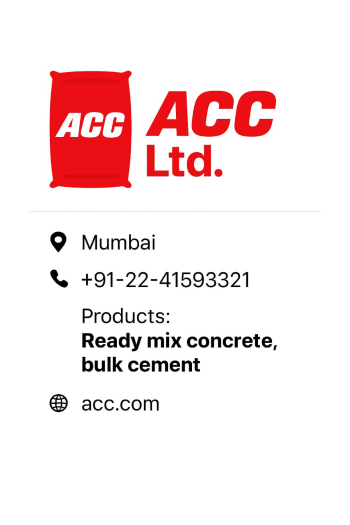 ACC
ACC
Ltd.
Mumbai
+91-22-41593321
Products:
Ready mix concrete,
bulk cement
acc.com